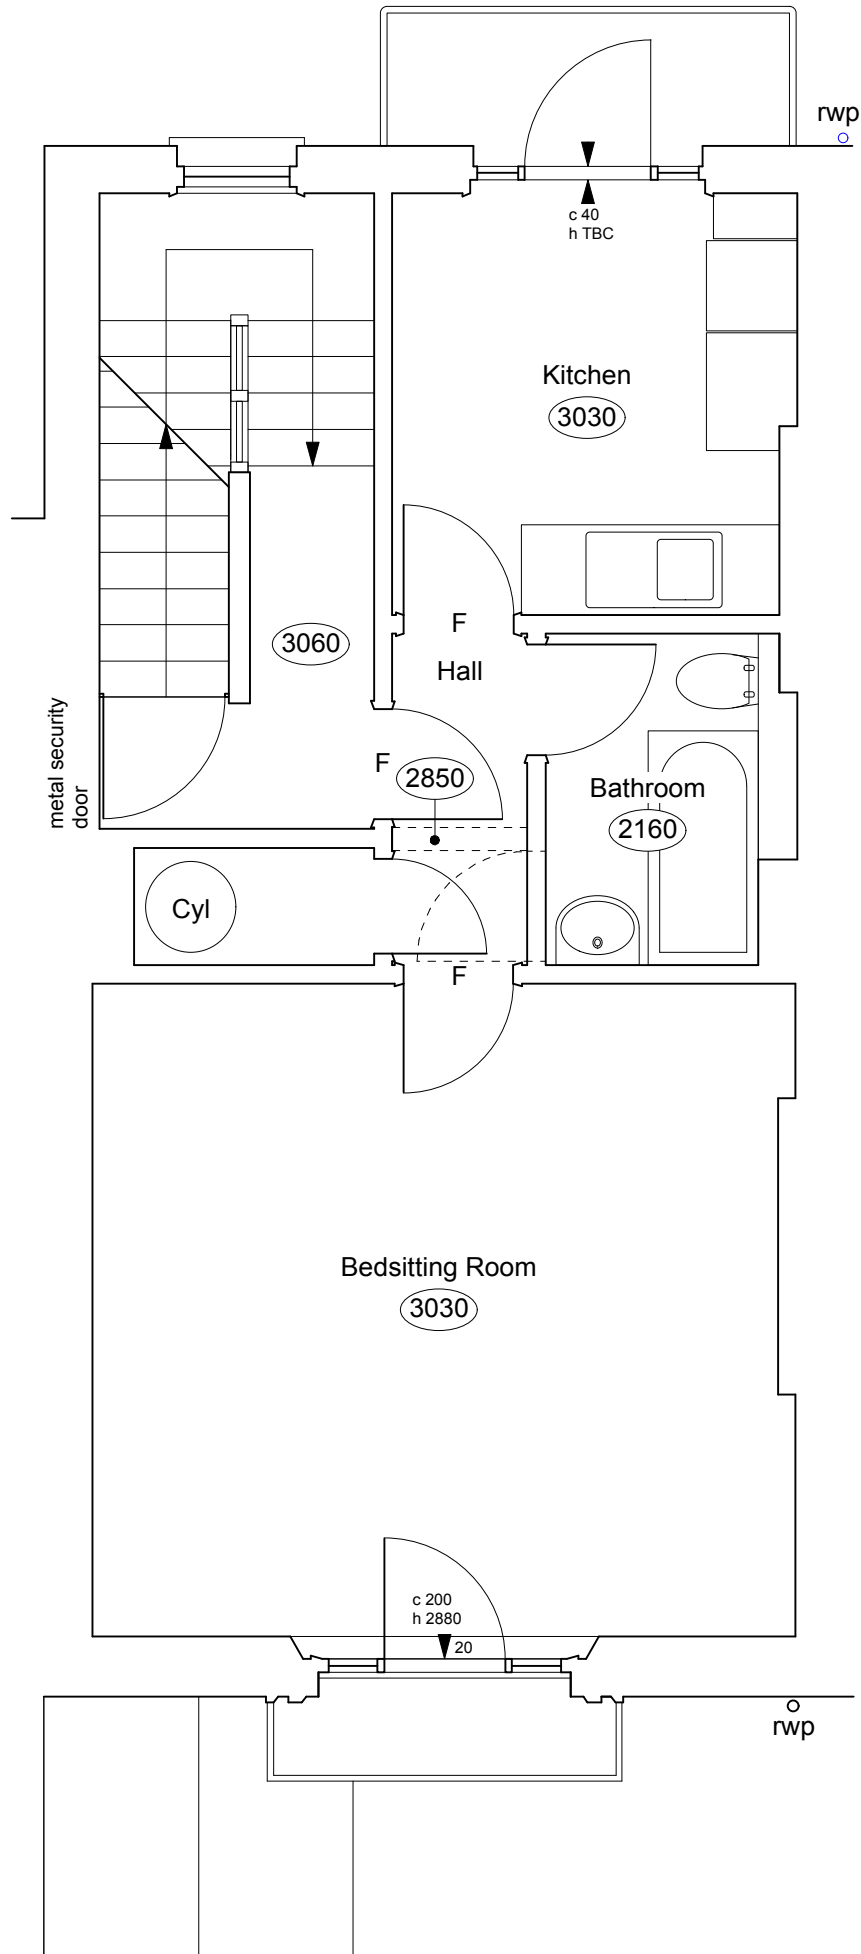 rwp
c 40
h TBC
Kitchen
3030
F
3060
Hall
metal security
door
F
2850
Bathroom
2160
Cyl
F
Bedsitting Room
3030
c 200
h 2880
20
rwp